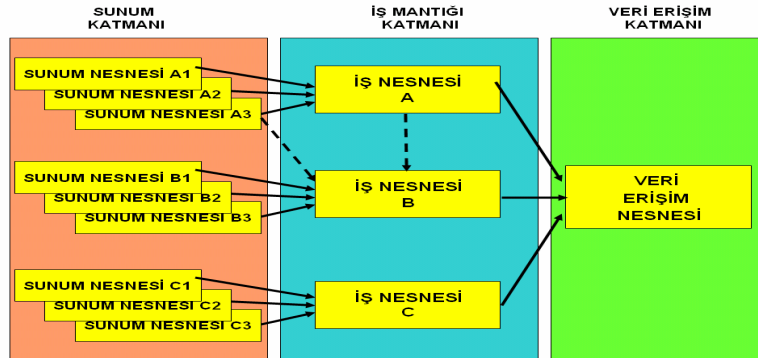 SUNUM
KATMANI
İŞ MANTIĞI
KATMANI
VERİ ERİŞİM
KATMANI
SUNUM NESNESİ A1
SUNUM NESNESİ A2
SUNUM NESNESİ A3
İŞ NESNESİ
A
SUNUM NESNESİ B1
SUNUM NESNESİ B2
SUNUM NESNESİ B3
İŞ NESNESİ
B
VERİ
ERİŞİM
NESNESİ
SUNUM NESNESİ C1
SUNUM NESNESİ C2
SUNUM NESNESİ C3
İŞ NESNESİ
C